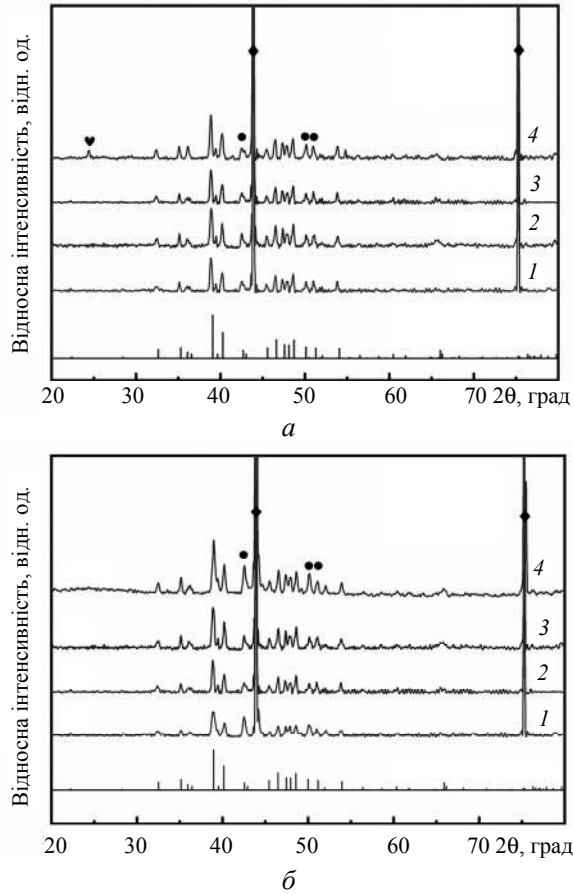 Відносна інтенсивність, відн. од.
4
3
2
1
20 30 40 50 60 70 2θ, град
а
Відносна інтенсивність, відн. од.
4
3
2
1
20 30 40 50 60 70 2θ, град
б